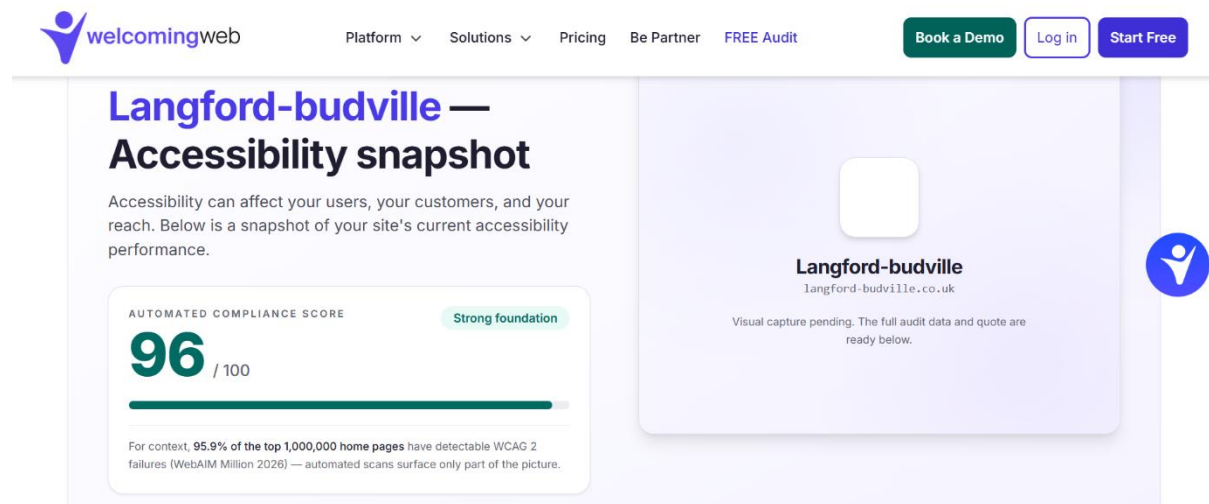 welcomingweb
Platform
Solutions
Pricing
Be Partner
FREE Audit
Book a Demo
Log in
Start Free
Langford-budville —
Accessibility snapshot
Accessibility can affect your users, your customers, and your
reach. Below is a snapshot of your site's current accessibility
performance.
AUTOMATED COMPLIANCE SCORE
Strong foundation
96 / 100
For context, 95.9% of the top 1,000,000 home pages have detectable WCAG 2
failures (WebAIM Million 2026) — automated scans surface only part of the picture.
Langford-budville
langford-budville.co.uk
Visual capture pending. The full audit data and quote are
ready below.